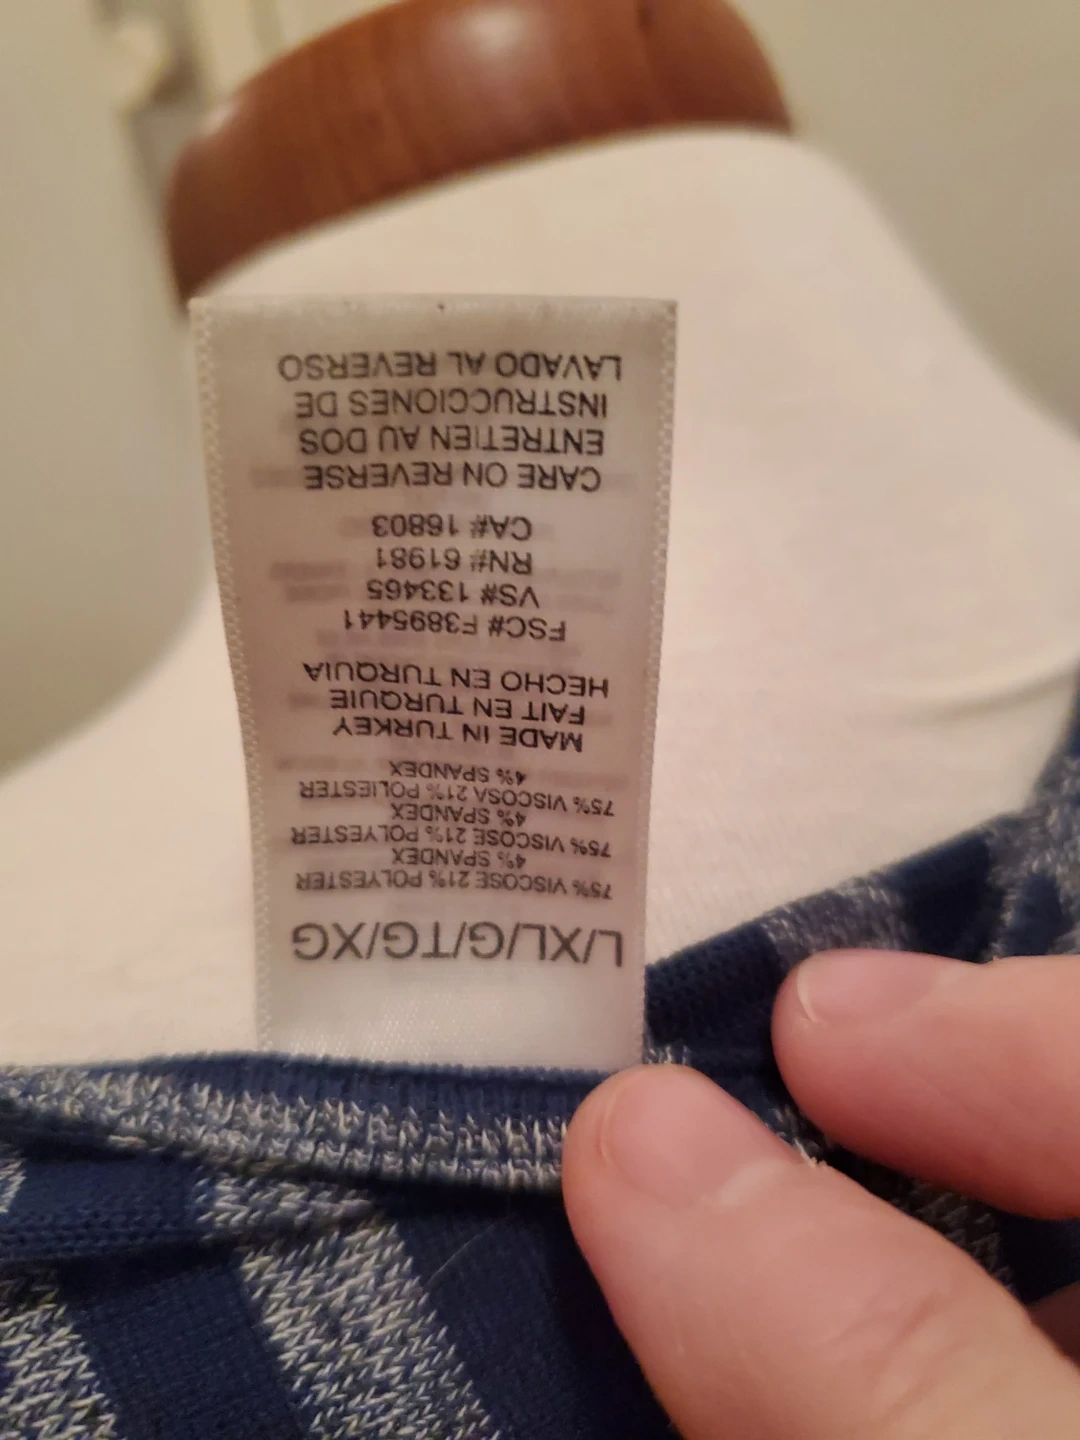 L/XL/G/TG/XG
75% VISCOSE 21% POLYESTER
4% SPANDEX
75% VISCOSE 21% POLYESTER
4% SPANDEX
75% VISCOSA 21% POLIESTER
4% SPANDEX
MADE IN TURKEY
FAIT EN TURQUIE
HECHO EN TURQUIA
FSC# F3895441
VS# 133465
RN# 61981
CA# 16803
CARE ON REVERSE
ENTRETIEN AU DOS
INSTRUCCIONES DE
LAVADO AL REVERSO